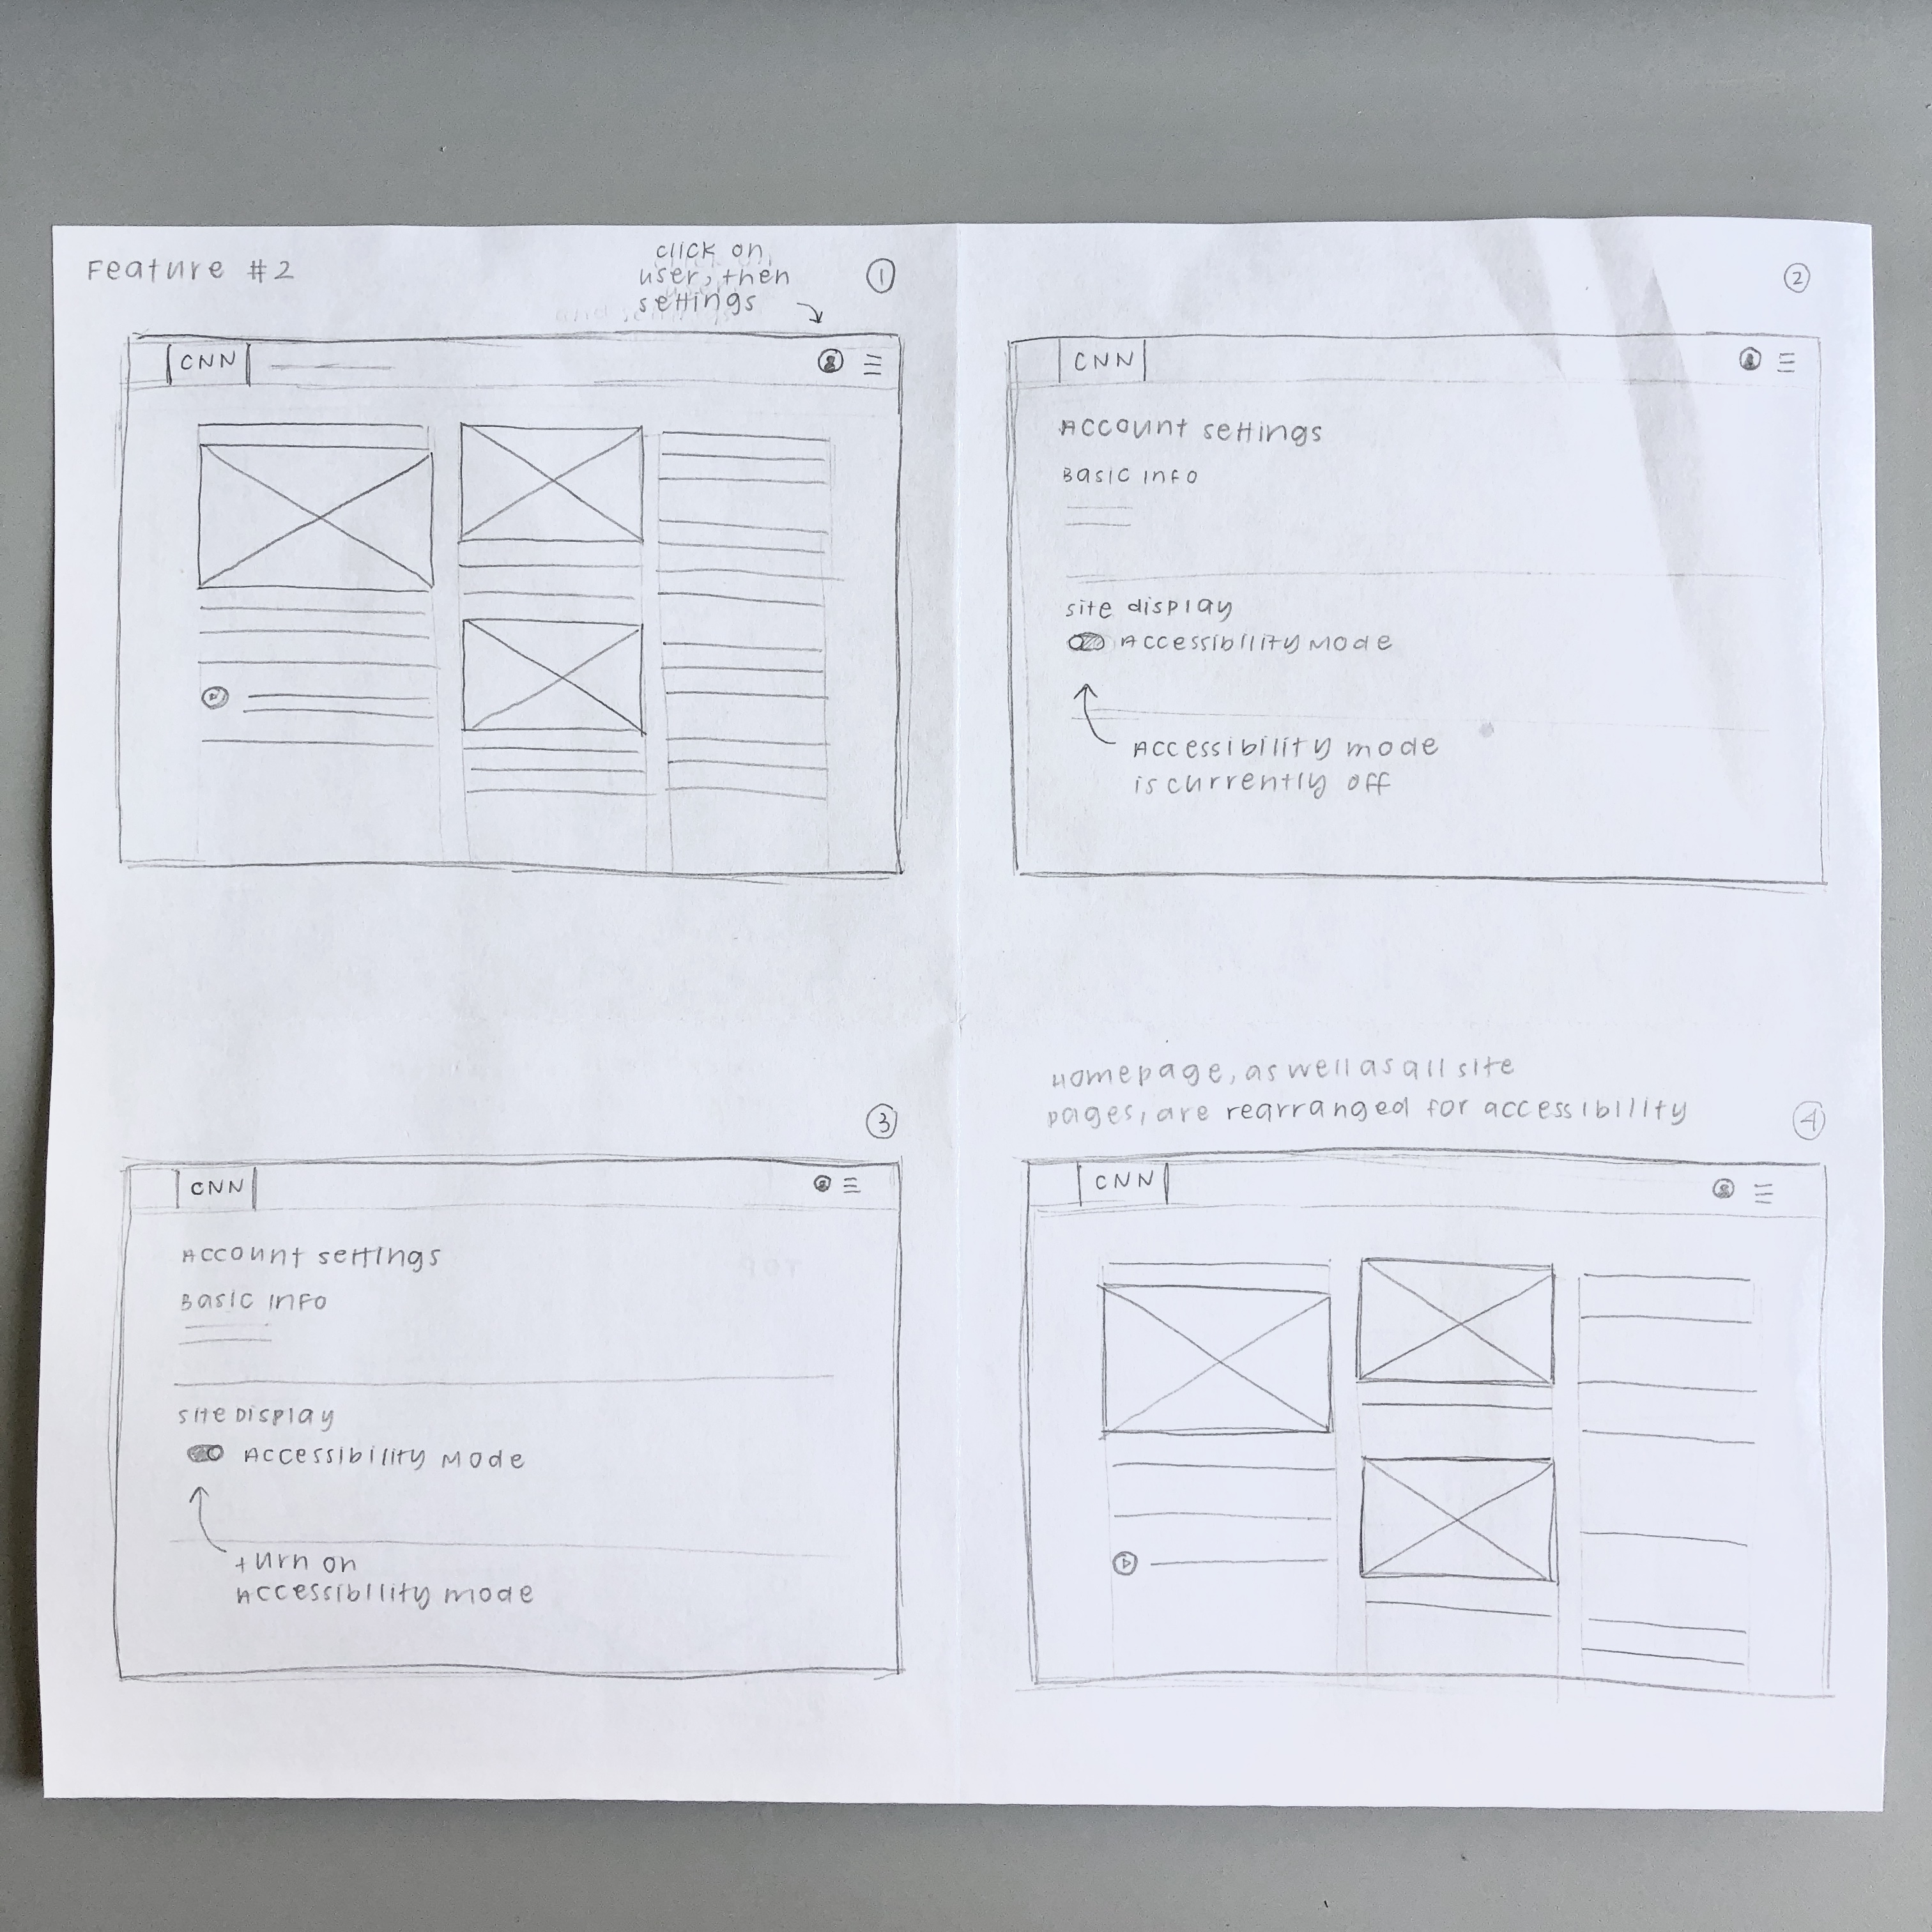 Feature #2
click on
user, then
settings
1
CNN
2
CNN
Account settings
Basic Info
site display
Accessibility Mode
Accessibility mode
is currently off
3
CNN
Account settings
Basic Info
Site Display
Accessibility Mode
turn on
Accessibility mode
Homepage, as well as all site
pages, are rearranged for accessibility
4
CNN